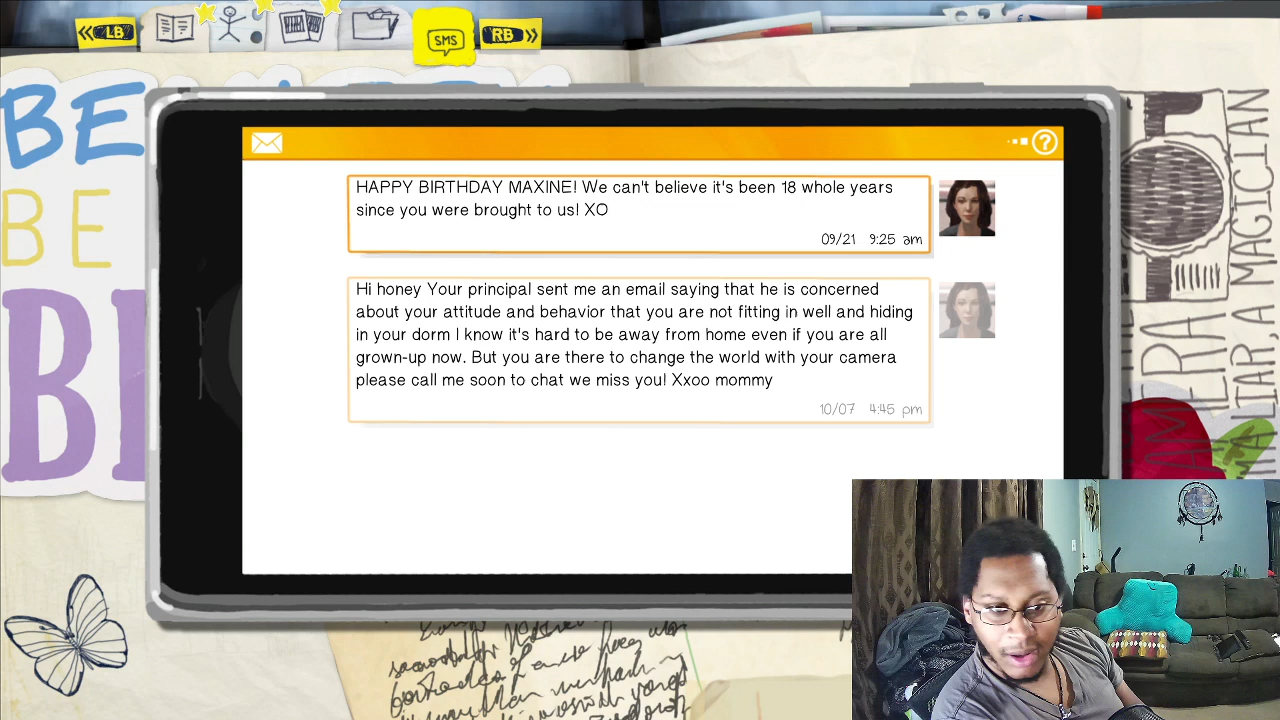 LB
SMS
RB
BE
BE
HAPPY BIRTHDAY MAXINE! We can't believe it's been 18 whole years
since you were brought to us! XO
09/21 9:25 am
Hi honey Your principal sent me an email saying that he is concerned
about your attitude and behavior that you are not fitting in well and hiding
in your dorm I know it's hard to be away from home even if you are all
grown-up now. But you are there to change the world with your camera
please call me soon to chat we miss you! Xxoo mommy
10/07 4:45 pm
A MAGICIAN